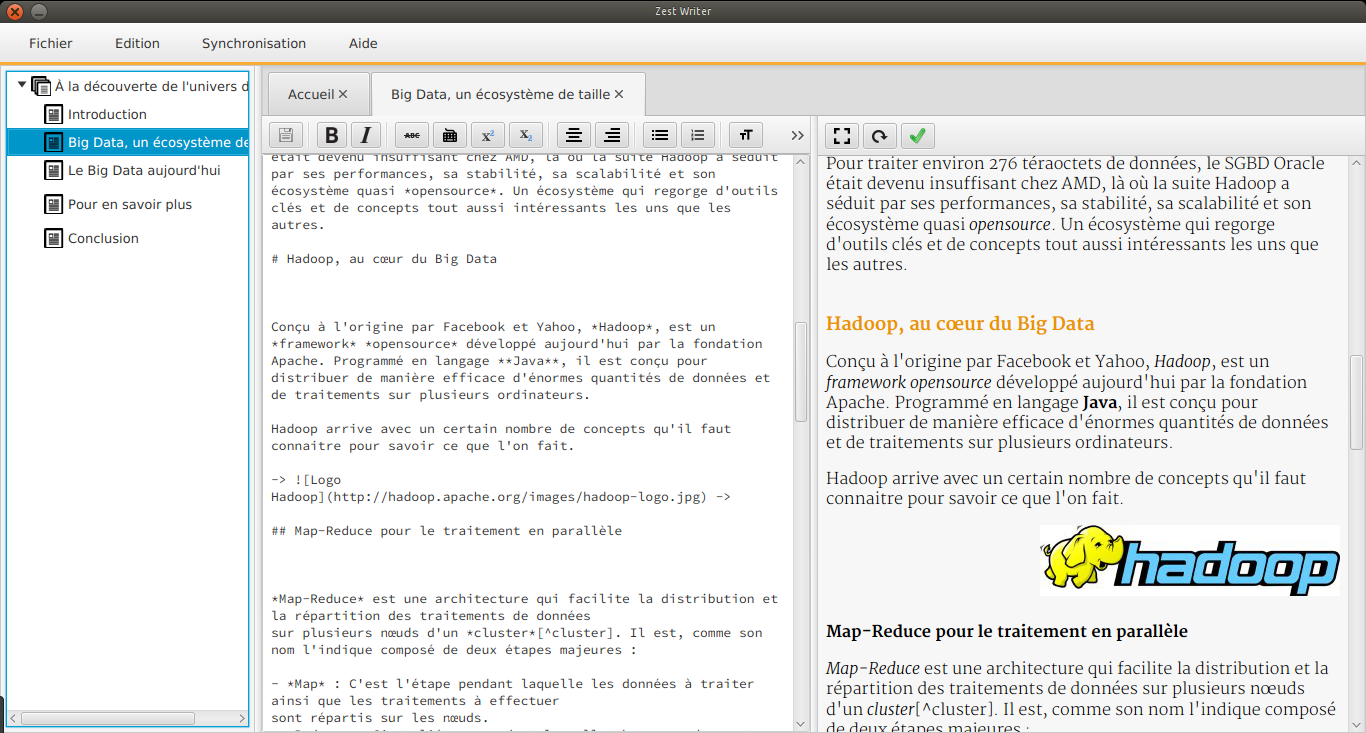 Zest Writer
Fichier
Edition
Synchronisation
Aide
À la découverte de l'univers d
Introduction
Big Data, un écosystème de
Le Big Data aujourd'hui
Pour en savoir plus
Conclusion
Accueil ×
Big Data, un écosystème de taille ×
B I ABC x² x₂ TT >>
était devenu insuffisant chez AMD, là où la suite Hadoop a séduit
par ses performances, sa stabilité, sa scalabilité et son
écosystème quasi *opensource*. Un écosystème qui regorge d'outils
clés et de concepts tout aussi intéressants les uns que les
autres.
# Hadoop, au cœur du Big Data
Conçu à l'origine par Facebook et Yahoo, *Hadoop*, est un
*framework* *opensource* développé aujourd'hui par la fondation
Apache. Programmé en langage **Java**, il est conçu pour
distribuer de manière efficace d'énormes quantités de données et
de traitements sur plusieurs ordinateurs.
Hadoop arrive avec un certain nombre de concepts qu'il faut
connaitre pour savoir ce que l'on fait.
-> ![Logo
Hadoop](http://hadoop.apache.org/images/hadoop-logo.jpg) ->
## Map-Reduce pour le traitement en parallèle
*Map-Reduce* est une architecture qui facilite la distribution et
la répartition des traitements de données
sur plusieurs nœuds d'un *cluster*[^cluster]. Il est, comme son
nom l'indique composé de deux étapes majeures :
- *Map* : C'est l'étape pendant laquelle les données à traiter
ainsi que les traitements à effectuer
sont répartis sur les nœuds.
Pour traiter environ 276 téraoctets de données, le SGBD Oracle
était devenu insuffisant chez AMD, là où la suite Hadoop a
séduit par ses performances, sa stabilité, sa scalabilité et son
écosystème quasi opensource. Un écosystème qui regorge
d'outils clés et de concepts tout aussi intéressants les uns que
les autres.
Hadoop, au cœur du Big Data
Conçu à l'origine par Facebook et Yahoo, Hadoop, est un
framework opensource développé aujourd'hui par la fondation
Apache. Programmé en langage Java, il est conçu pour
distribuer de manière efficace d'énormes quantités de données
et de traitements sur plusieurs ordinateurs.
Hadoop arrive avec un certain nombre de concepts qu'il faut
connaitre pour savoir ce que l'on fait.
hadoop
Map-Reduce pour le traitement en parallèle
Map-Reduce est une architecture qui facilite la distribution et la
répartition des traitements de données sur plusieurs nœuds
d'un cluster[^cluster]. Il est, comme son nom l'indique composé
de deux étapes majeures :